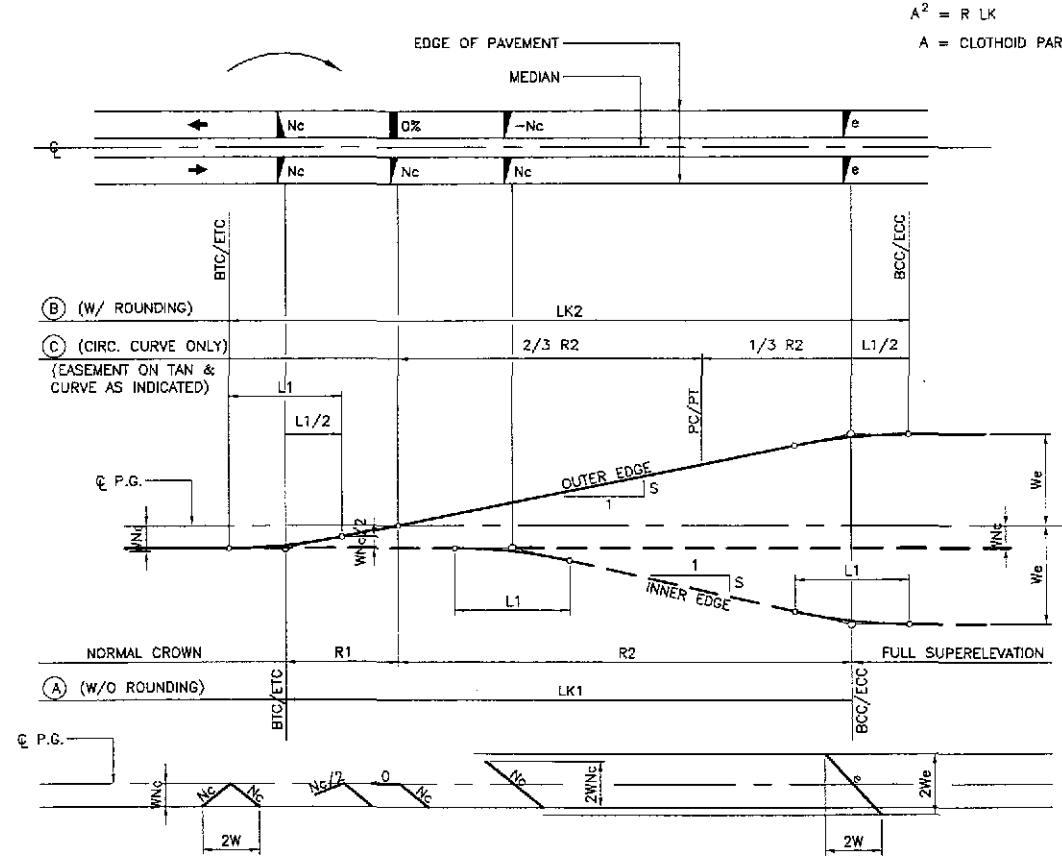 A² = R LK
A = CLOTHOID PAR
EDGE OF PAVEMENT
MEDIAN
Nc
0%
-Nc
e
℄
Nc
Nc
Nc
e
BTC/ETC
BCC/ECC
B (W/ ROUNDING)
LK2
C (CIRC. CURVE ONLY)
2/3 R2
1/3 R2
L1/2
(EASEMENT ON TAN &
CURVE AS INDICATED)
L1
L1/2
PC/PT
OUTER EDGE
S
1
℄ P.G.
WNc
WNc/2
We
WNc
We
1
S
INNER EDGE
L1
L1
NORMAL CROWN
R1
R2
FULL SUPERELEVATION
A (W/O ROUNDING)
BTC/ETC
LK1
BCC/ECC
℄ P.G.
WNc
Nc
Nc
Nc/2
0
Nc
Nc
2WNc
e
2We
2W
2W